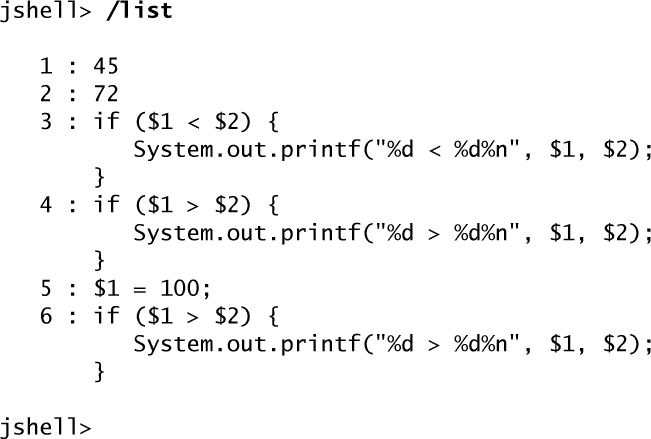 jshell> /list
1 : 45
2 : 72
3 : if ($1 < $2) {
System.out.printf("%d < %d%n", $1, $2);
}
4 : if ($1 > $2) {
System.out.printf("%d > %d%n", $1, $2);
}
5 : $1 = 100;
6 : if ($1 > $2) {
System.out.printf("%d > %d%n", $1, $2);
}
jshell>